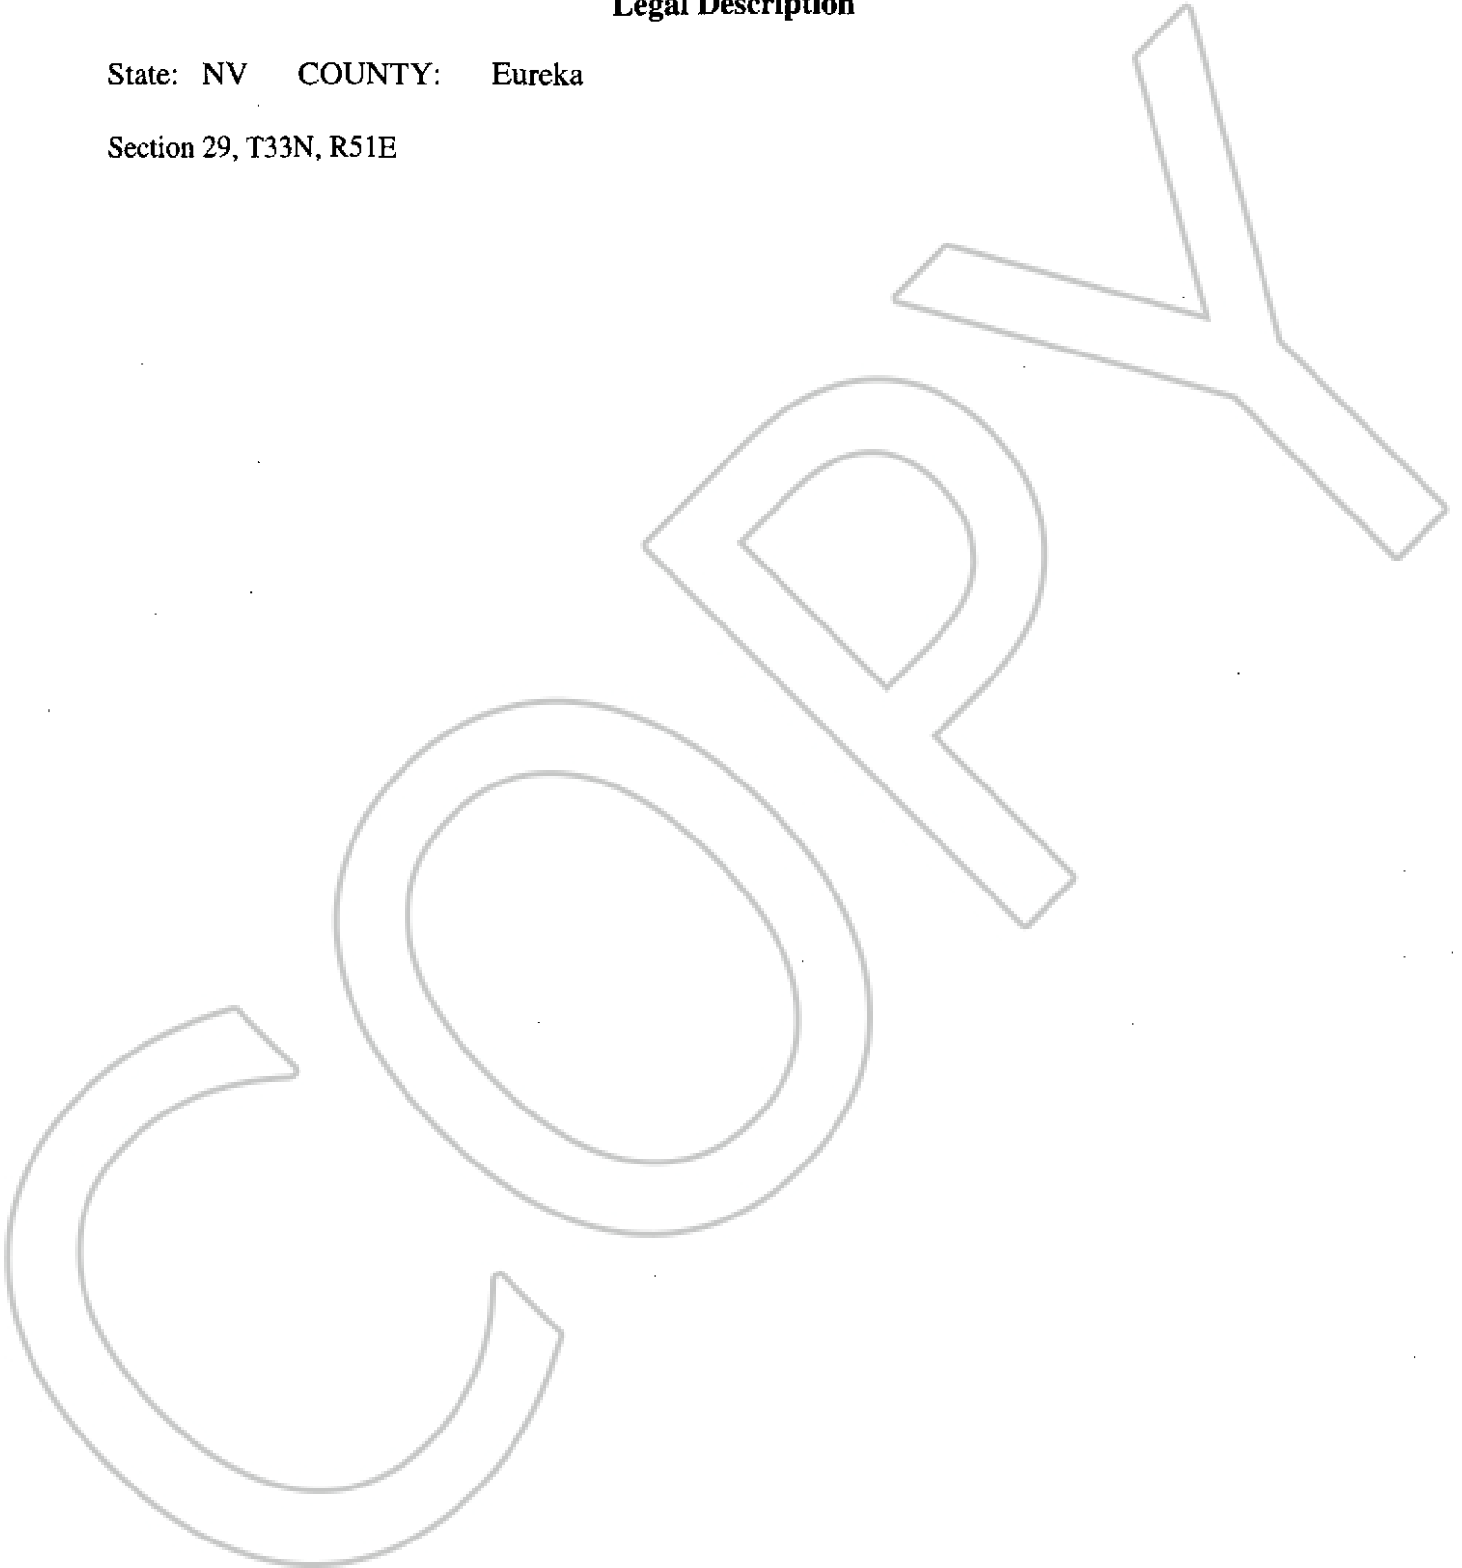 Legal Description
State: NV COUNTY: Eureka
Section 29, T33N, R51E
COPY